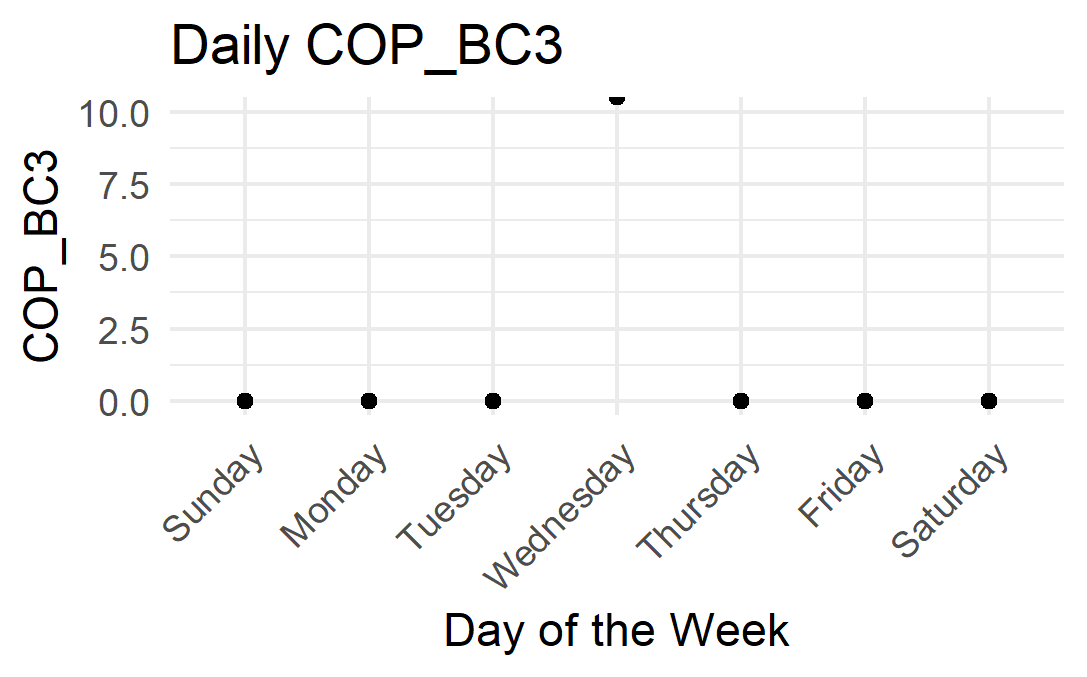 Daily COP_BC3
COP_BC3
10.0
7.5
5.0
2.5
0.0
Sunday
Monday
Tuesday
Wednesday
Thursday
Friday
Saturday
Day of the Week